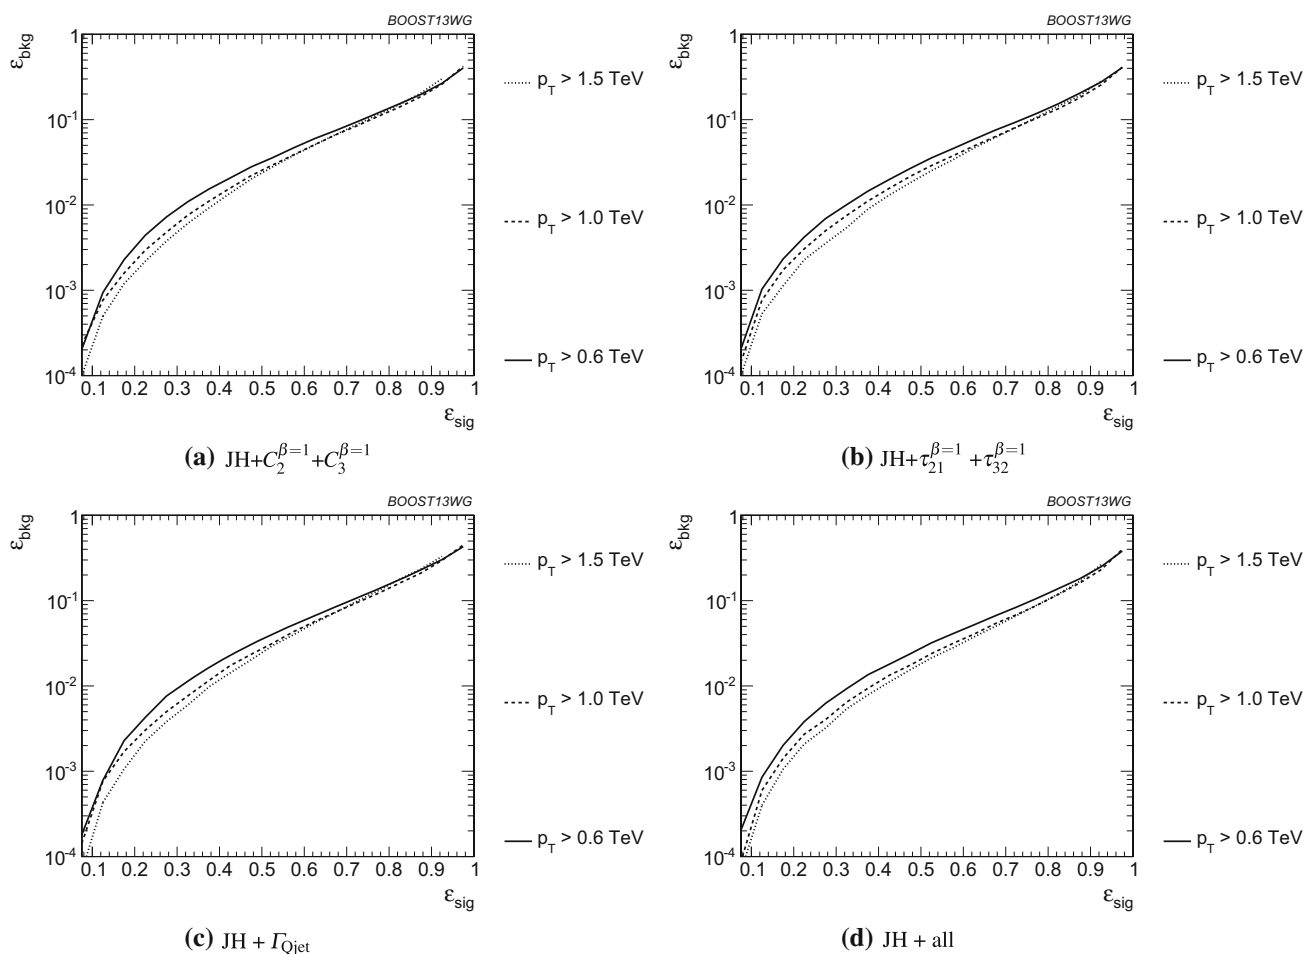 BOOST13WG
ε_bkg
1
10⁻¹
10⁻²
10⁻³
10⁻⁴
0.1 0.2 0.3 0.4 0.5 0.6 0.7 0.8 0.9 1
ε_sig
p_T > 1.5 TeV
p_T > 1.0 TeV
p_T > 0.6 TeV
(a) JH+C₂^β=1+C₃^β=1
BOOST13WG
ε_bkg
1
10⁻¹
10⁻²
10⁻³
10⁻⁴
0.1 0.2 0.3 0.4 0.5 0.6 0.7 0.8 0.9 1
ε_sig
p_T > 1.5 TeV
p_T > 1.0 TeV
p_T > 0.6 TeV
(b) JH+τ₂₁^β=1 +τ₃₂^β=1
BOOST13WG
ε_bkg
1
10⁻¹
10⁻²
10⁻³
10⁻⁴
0.1 0.2 0.3 0.4 0.5 0.6 0.7 0.8 0.9 1
ε_sig
p_T > 1.5 TeV
p_T > 1.0 TeV
p_T > 0.6 TeV
(c) JH + Γ_Qjet
BOOST13WG
ε_bkg
1
10⁻¹
10⁻²
10⁻³
10⁻⁴
0.1 0.2 0.3 0.4 0.5 0.6 0.7 0.8 0.9 1
ε_sig
p_T > 1.5 TeV
p_T > 1.0 TeV
p_T > 0.6 TeV
(d) JH + all